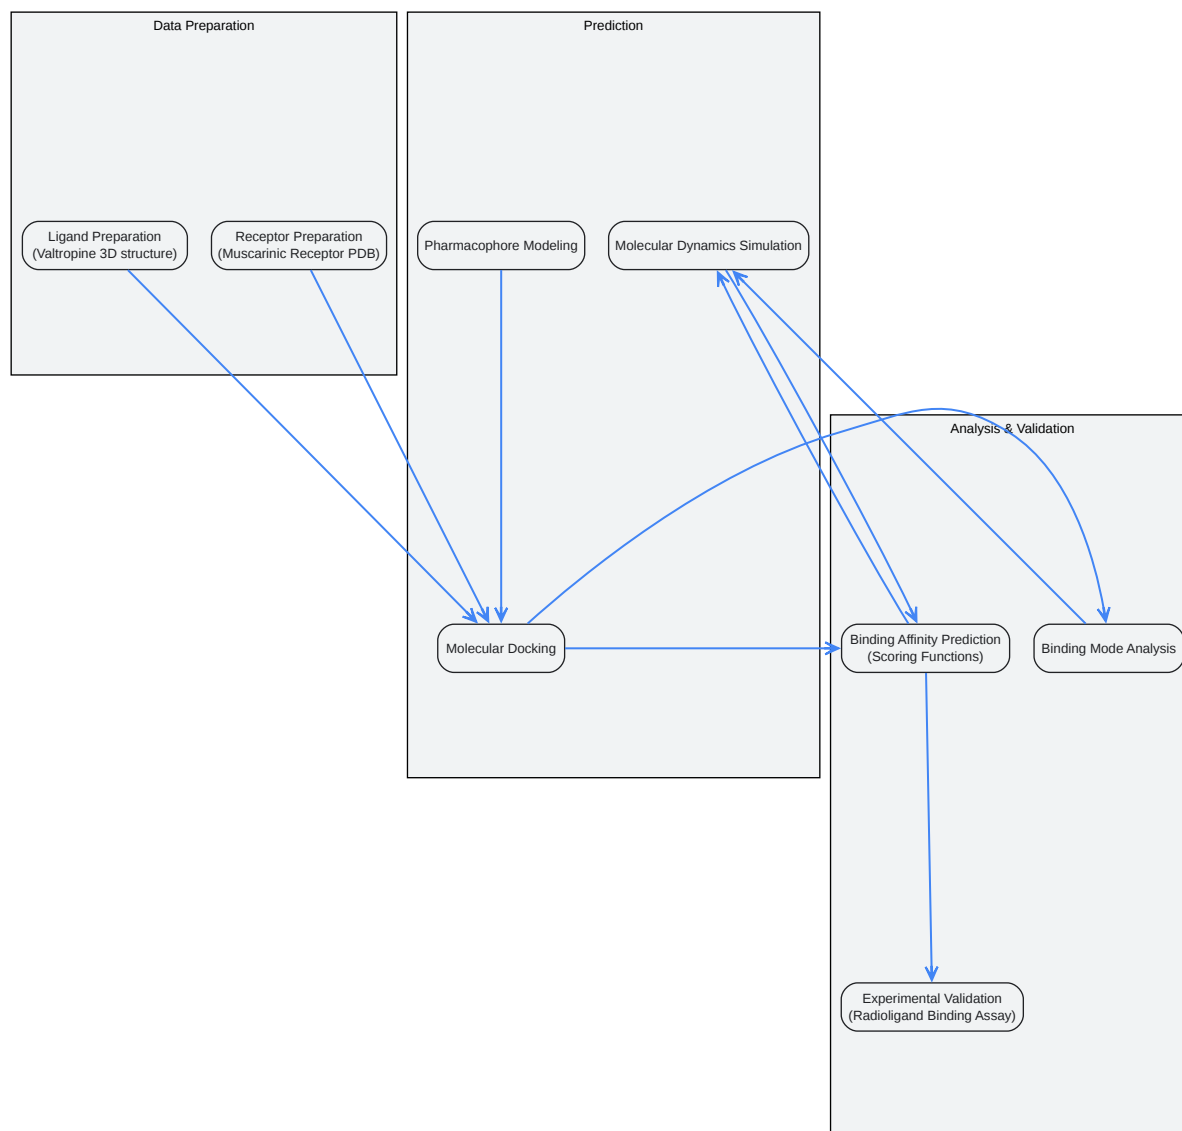 Data Preparation
Prediction
Ligand Preparation
(Valtropine 3D structure)
Receptor Preparation
(Muscarinic Receptor PDB)
Pharmacophore Modeling
Molecular Dynamics Simulation
Analysis & Validation
Molecular Docking
Binding Affinity Prediction
(Scoring Functions)
Binding Mode Analysis
Experimental Validation
(Radioligand Binding Assay)